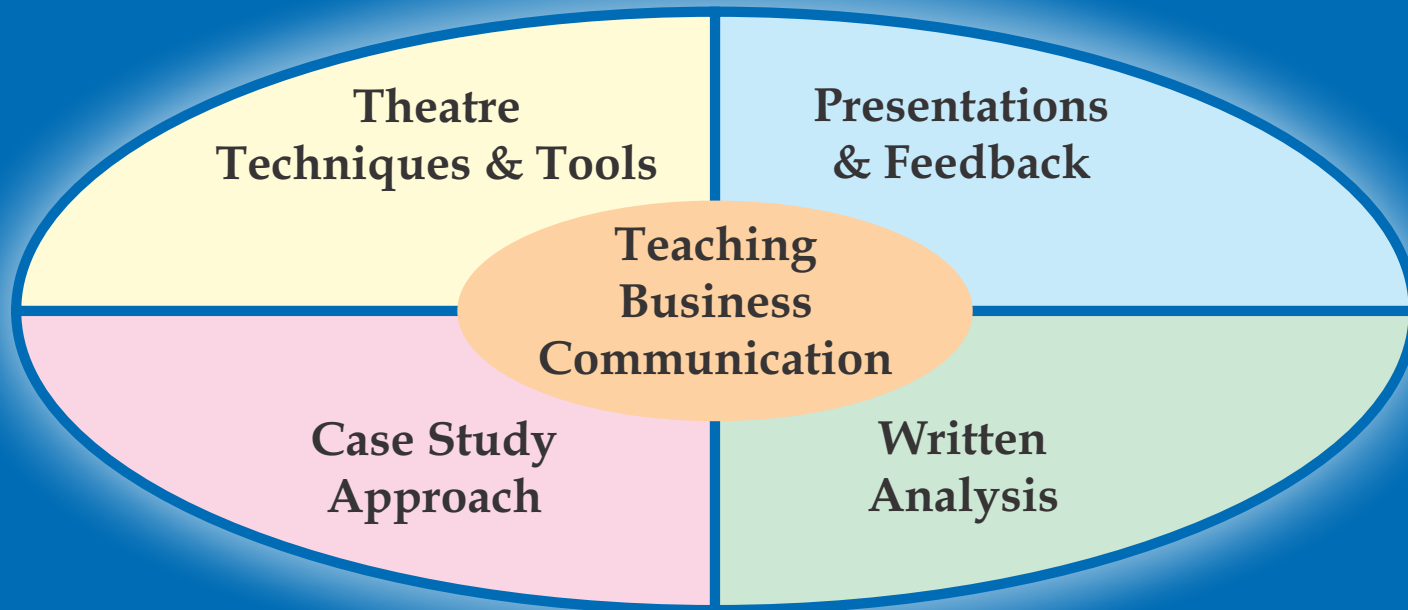 Theatre
Techniques & Tools
Presentations
& Feedback
Teaching
Business
Communication
Case Study
Approach
Written
Analysis